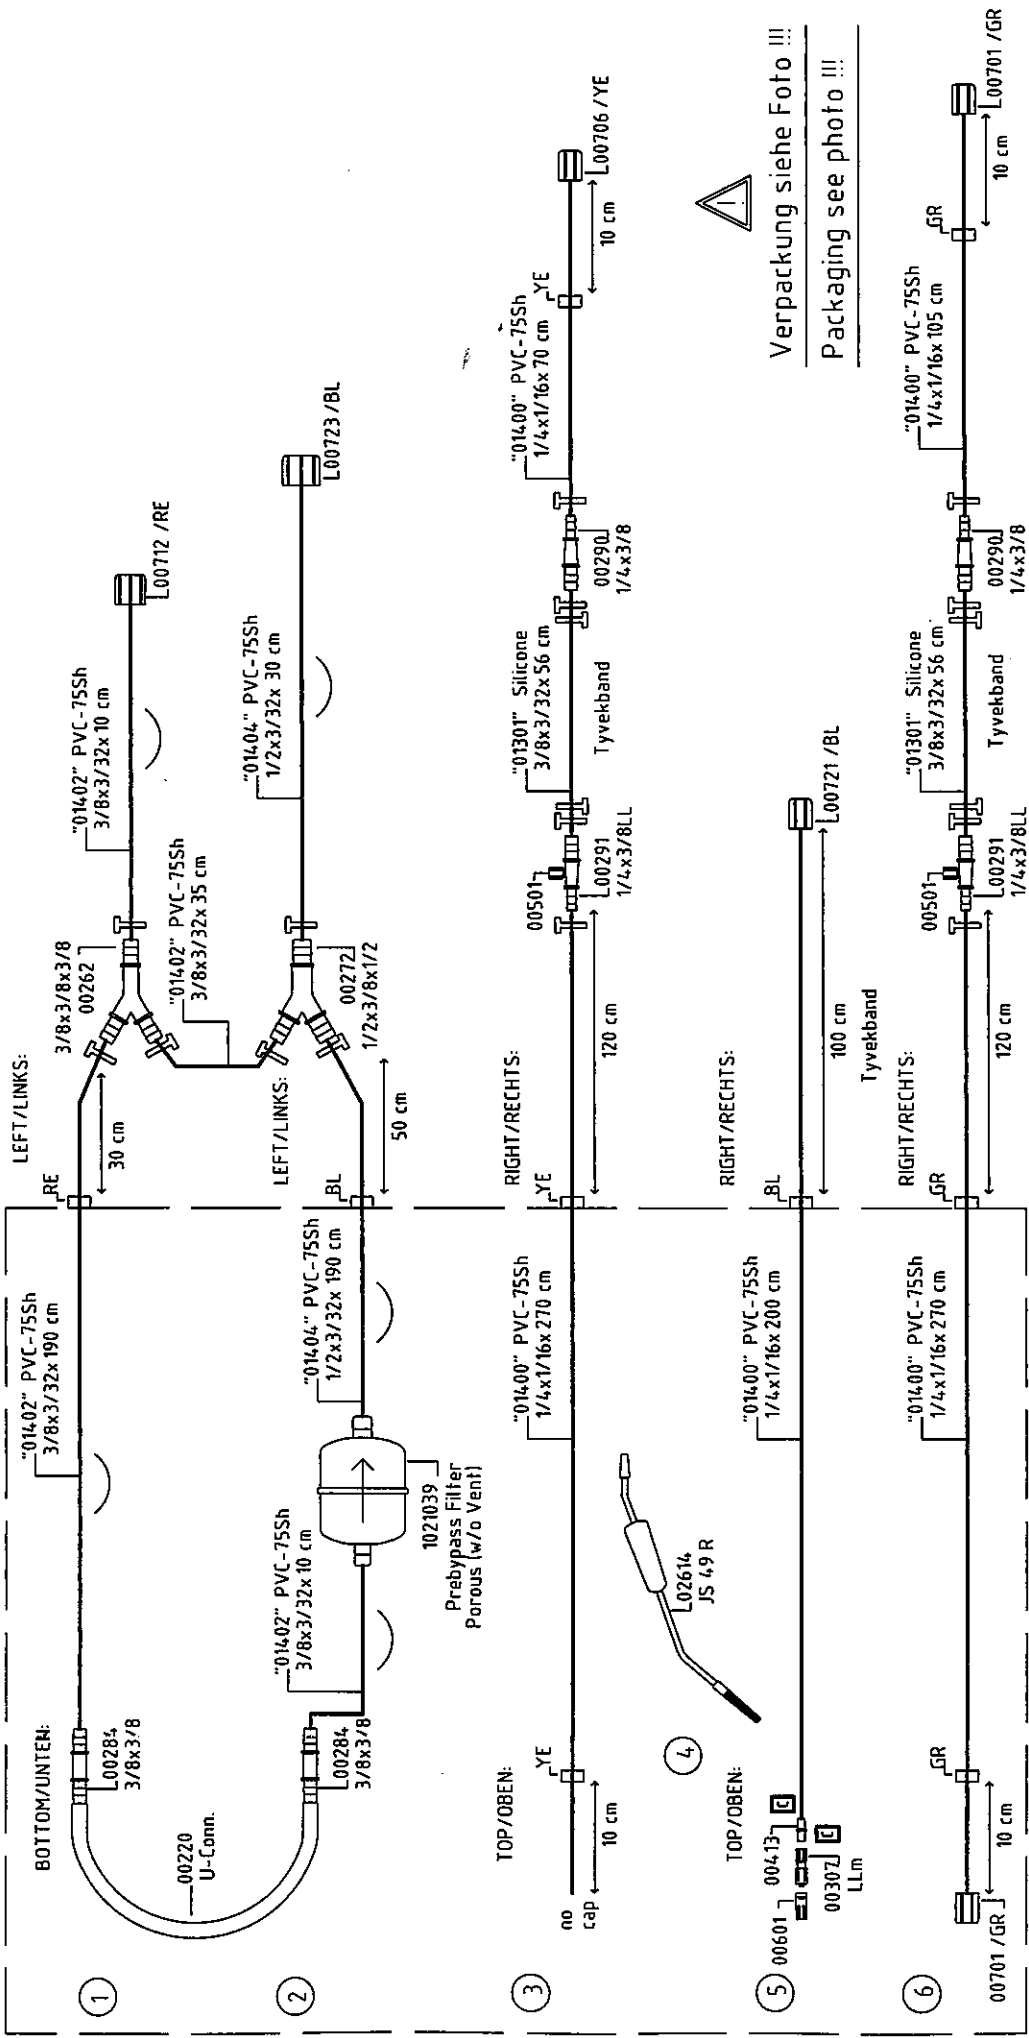 1
BOTTOM/UNTEN:
00220
U-Conn.
00284
3/8x3/8
"01402" PVC-75Sh
3/8x3/32x 190 cm
RE
LEFT/LINKS:
30 cm
3/8x3/8x3/8
00262
"01402" PVC-75Sh
3/8x3/32x 10 cm
L00712 /RE
"01402" PVC-75Sh
3/8x3/32x 35 cm
2
00284
3/8x3/8
"01402" PVC-75Sh
3/8x3/32x 10 cm
1021039
Prebypass Filter
Porous (w/o Vent)
"01404" PVC-75Sh
1/2x3/32x 190 cm
BL
LEFT/LINKS:
50 cm
00272
1/2x3/8x1/2
"01404" PVC-75Sh
1/2x3/32x 30 cm
L00723 /BL
3
TOP/OBEN:
no
cap
10 cm
YE
"01400" PVC-75Sh
1/4x1/16x 270 cm
YE
RIGHT/RECHTS:
120 cm
00501
L00291
1/4x3/8LL
"01301" Silicone
3/8x3/32x 56 cm
Tyvekband
00290
1/4x3/8
"01400" PVC-75Sh
1/4x1/16x 70 cm
YE
10 cm
L00706 /YE
4
L02614
JS 49 R
!
Verpackung siehe Foto !!!
Packaging see photo !!!
5
TOP/OBEN:
00601
00413
00307
LLm
C
C
"01400" PVC-75Sh
1/4x1/16x 200 cm
BL
RIGHT/RECHTS:
100 cm
Tyvekband
L00721 /BL
6
00701 /GR
10 cm
GR
"01400" PVC-75Sh
1/4x1/16x 270 cm
GR
RIGHT/RECHTS:
120 cm
00501
L00291
1/4x3/8LL
"01301" Silicone
3/8x3/32x 56 cm
Tyvekband
00290
1/4x3/8
"01400" PVC-75Sh
1/4x1/16x 105 cm
GR
10 cm
L00701 /GR